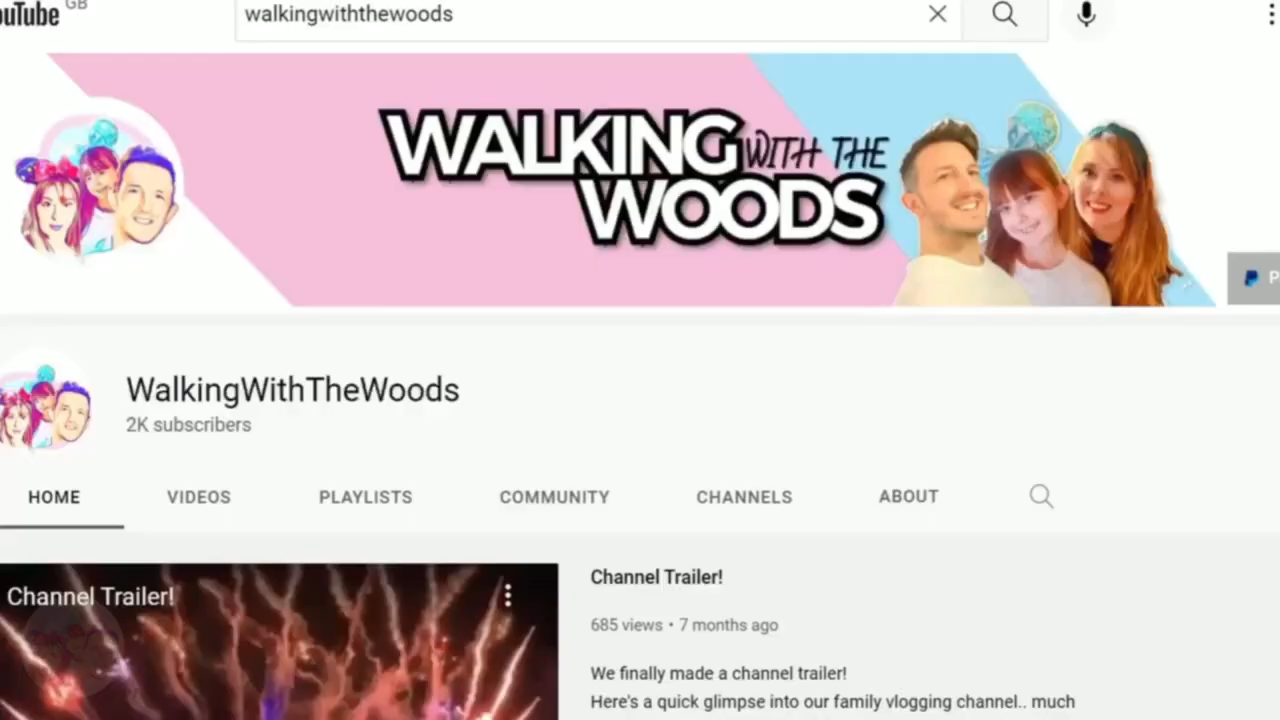 ouTube GB
walkingwiththewoods
WALKING WITH THE
WOODS
P
WalkingWithTheWoods
2K subscribers
HOME VIDEOS PLAYLISTS COMMUNITY CHANNELS ABOUT
Channel Trailer!
Channel Trailer!
685 views • 7 months ago
We finally made a channel trailer!
Here's a quick glimpse into our family vlogging channel.. much